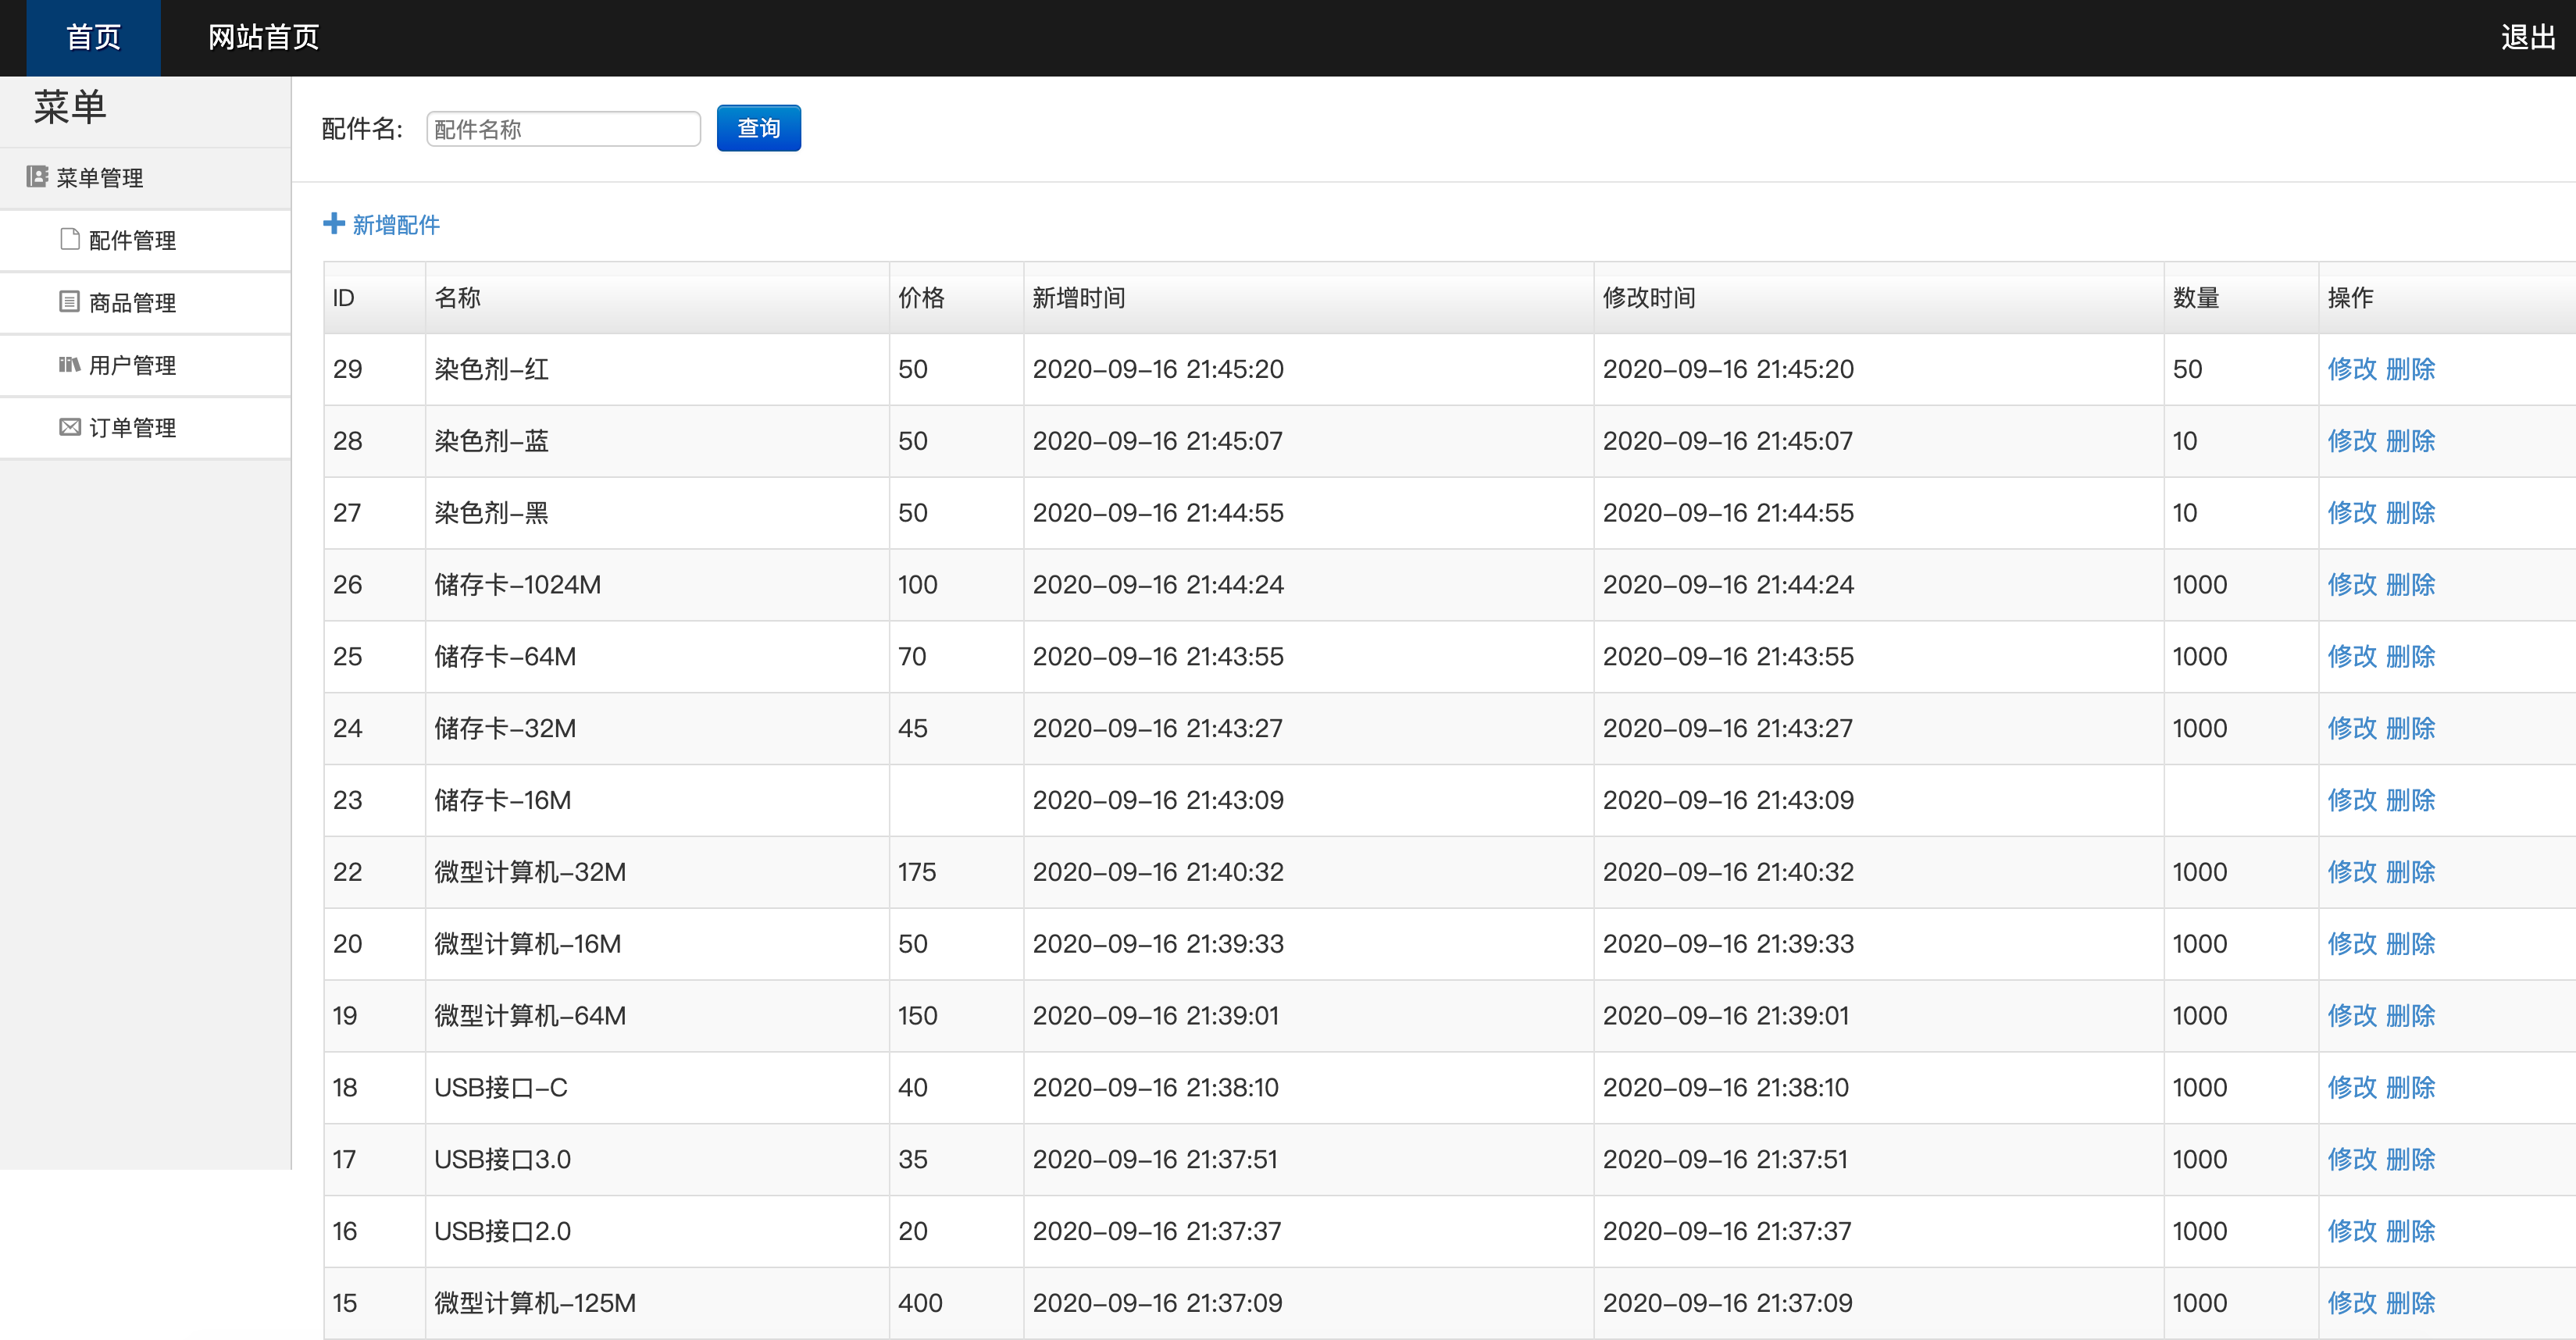 首页 网站首页 退出
菜单
配件名: 配件名称 查询
菜单管理
配件管理
商品管理
用户管理
订单管理
新增配件
ID 名称 价格 新增时间 修改时间 数量 操作
29 染色剂-红 50 2020-09-16 21:45:20 2020-09-16 21:45:20 50 修改 删除
28 染色剂-蓝 50 2020-09-16 21:45:07 2020-09-16 21:45:07 10 修改 删除
27 染色剂-黑 50 2020-09-16 21:44:55 2020-09-16 21:44:55 10 修改 删除
26 储存卡-1024M 100 2020-09-16 21:44:24 2020-09-16 21:44:24 1000 修改 删除
25 储存卡-64M 70 2020-09-16 21:43:55 2020-09-16 21:43:55 1000 修改 删除
24 储存卡-32M 45 2020-09-16 21:43:27 2020-09-16 21:43:27 1000 修改 删除
23 储存卡-16M 2020-09-16 21:43:09 2020-09-16 21:43:09 修改 删除
22 微型计算机-32M 175 2020-09-16 21:40:32 2020-09-16 21:40:32 1000 修改 删除
20 微型计算机-16M 50 2020-09-16 21:39:33 2020-09-16 21:39:33 1000 修改 删除
19 微型计算机-64M 150 2020-09-16 21:39:01 2020-09-16 21:39:01 1000 修改 删除
18 USB接口-C 40 2020-09-16 21:38:10 2020-09-16 21:38:10 1000 修改 删除
17 USB接口3.0 35 2020-09-16 21:37:51 2020-09-16 21:37:51 1000 修改 删除
16 USB接口2.0 20 2020-09-16 21:37:37 2020-09-16 21:37:37 1000 修改 删除
15 微型计算机-125M 400 2020-09-16 21:37:09 2020-09-16 21:37:09 1000 修改 删除